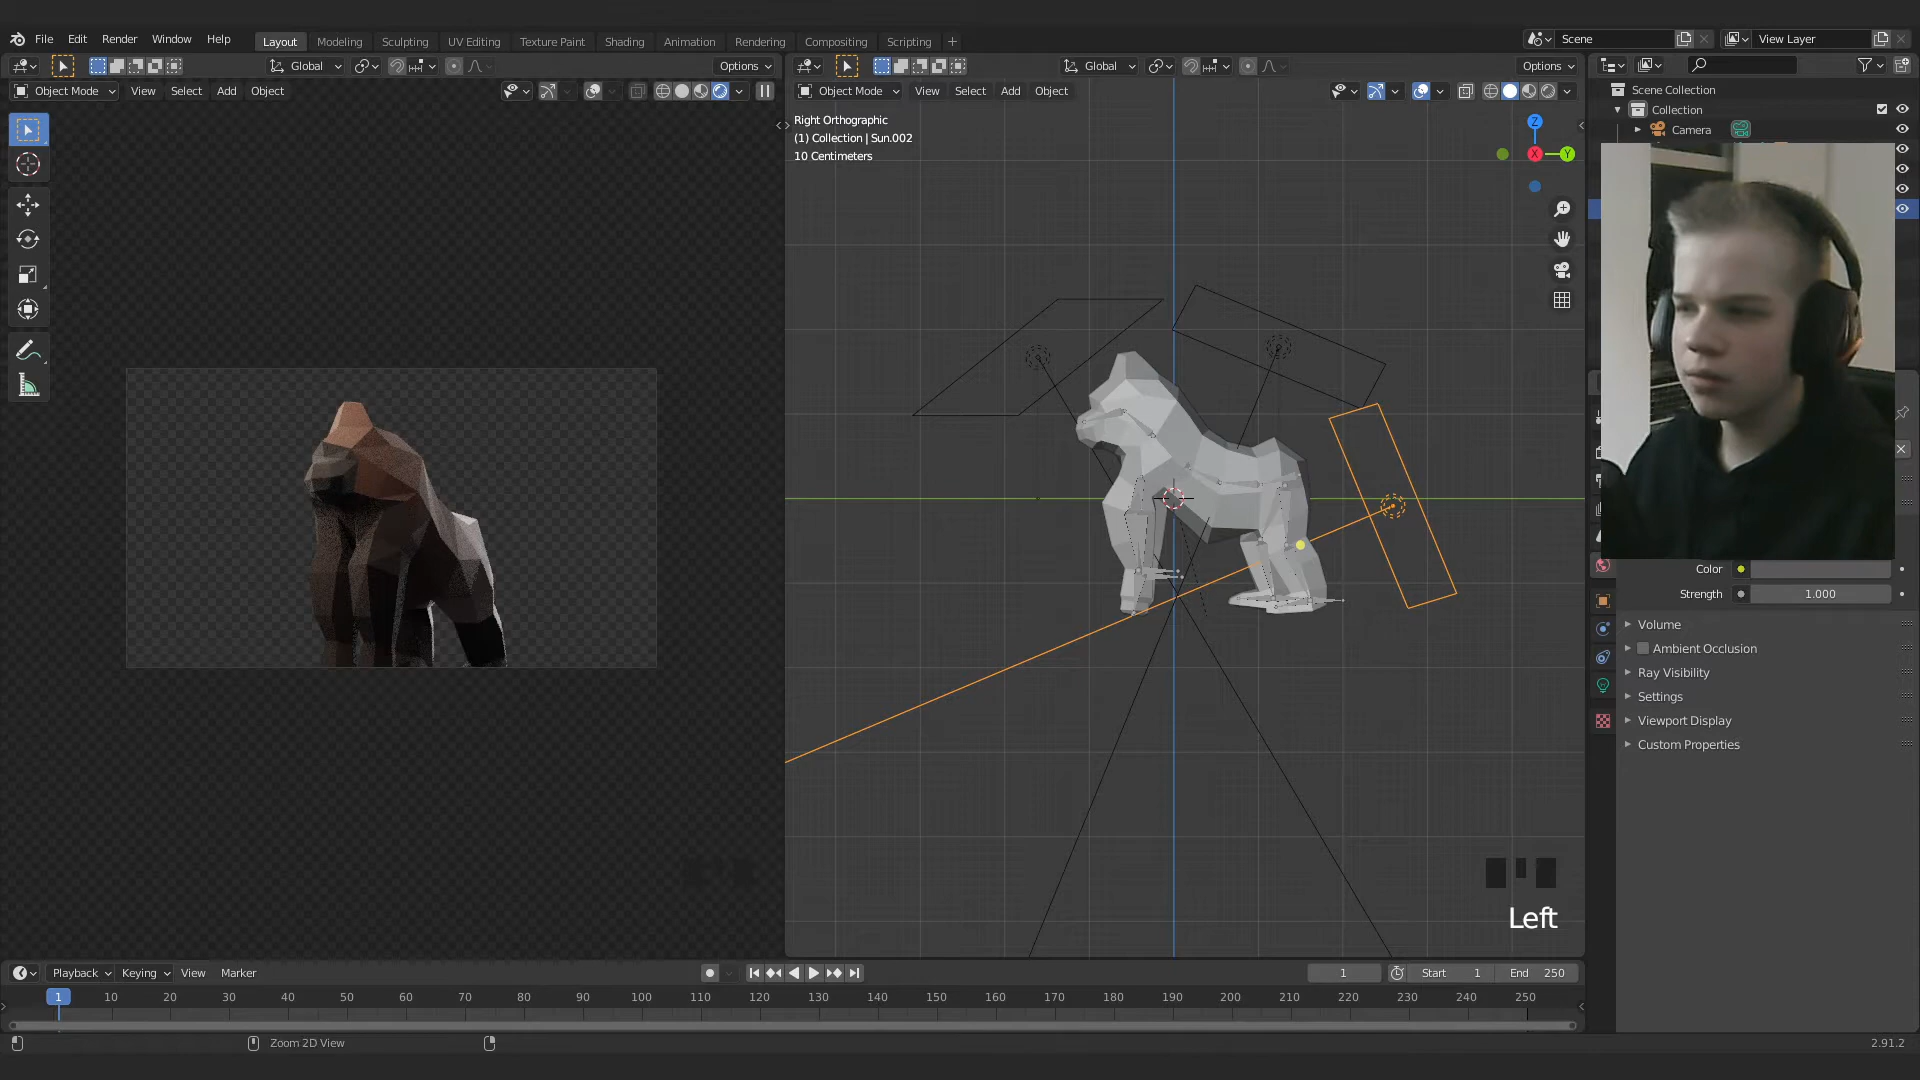 File Edit Render Window Help Layout Modeling Sculpting UV Editing Texture Paint Shading Animation Rendering Compositing Scripting + Scene View Layer
Global Options Global Options
Object Mode View Select Add Object Object Mode View Select Add Object
Scene Collection
Collection
Camera
Right Orthographic
(1) Collection | Sun.002
10 Centimeters
Z
X
Y
Color
Strength 1.000
Volume
Ambient Occlusion
Ray Visibility
Settings
Viewport Display
Custom Properties
Left
Playback Keying View Marker 1 Start 1 End 250
1 10 20 30 40 50 60 70 80 90 100 110 120 130 140 150 160 170 180 190 200 210 220 230 240 250
Zoom 2D View 2.91.2